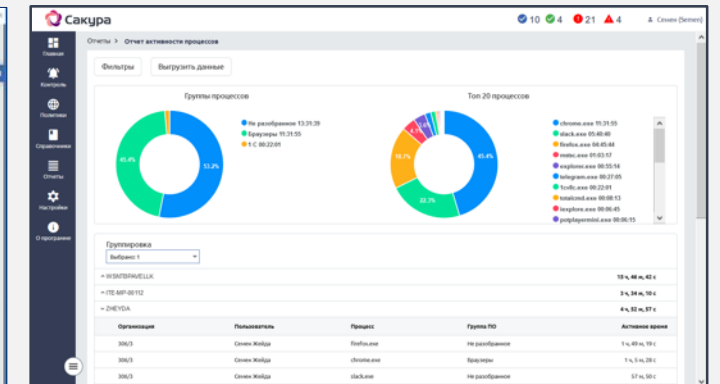 Сакура
10 4 21 4 Семен (Semen)
Главная
Контроль
Политики
Справочники
Отчеты
Настройки
О программе
Отчеты > Отчет активности процессов
Фильтры Выгрузить данные
Группы процессов
53.2%
45.4%
Не разобранное 13:31:39
Браузеры 11:31:55
1 С 00:22:01
Топ 20 процессов
45.4%
22.3%
18.7%
4.1%
chrome.exe 11:31:55
slack.exe 05:40:40
firefox.exe 04:45:44
mstsc.exe 01:03:17
explorer.exe 00:55:14
telegram.exe 00:27:05
1cv8c.exe 00:22:01
totalcmd.exe 00:08:13
iexplore.exe 00:06:45
potplayermini.exe 00:06:15
Группировка
Выбрано: 1
WSNTBPAVELLK 18 ч, 46 м, 42 с
ITE-MP-00112 2 ч, 34 м, 10 с
ZHEYDA 4 ч, 52 м, 57 с
Организация Пользователь Процесс Группа ПО Активное время
306/3 Семен Жейда firefox.exe Не разобранное 1 ч, 49 м, 19 с
306/3 Семен Жейда chrome.exe Браузеры 1 ч, 5 м, 28 с
306/3 Семен Жейда slack.exe Не разобранное 57 м, 50 с